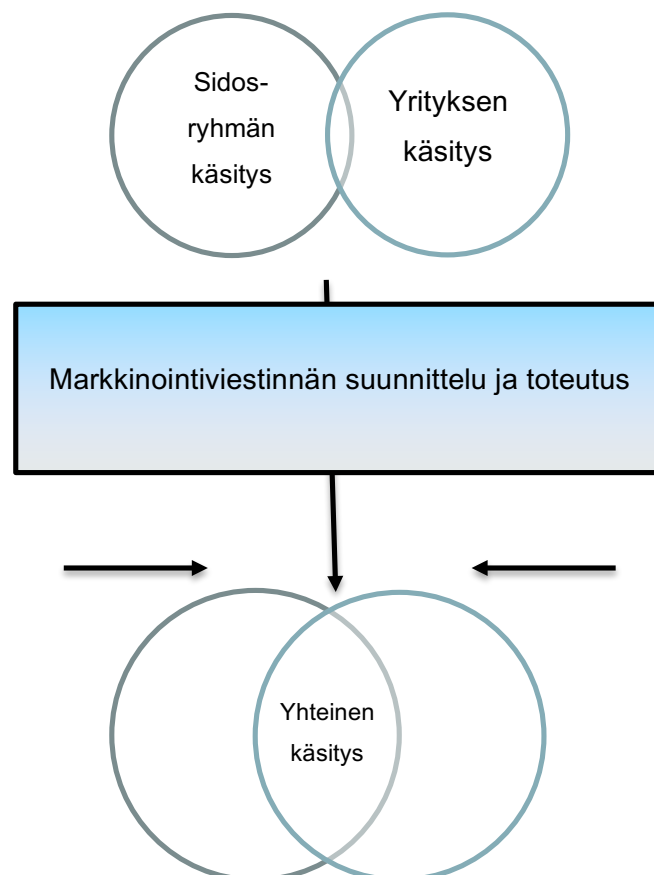 Sidos-
ryhmän
käsitys
Yrityksen
käsitys
Markkinointiviestinnän suunnittelu ja toteutus
Yhteinen
käsitys